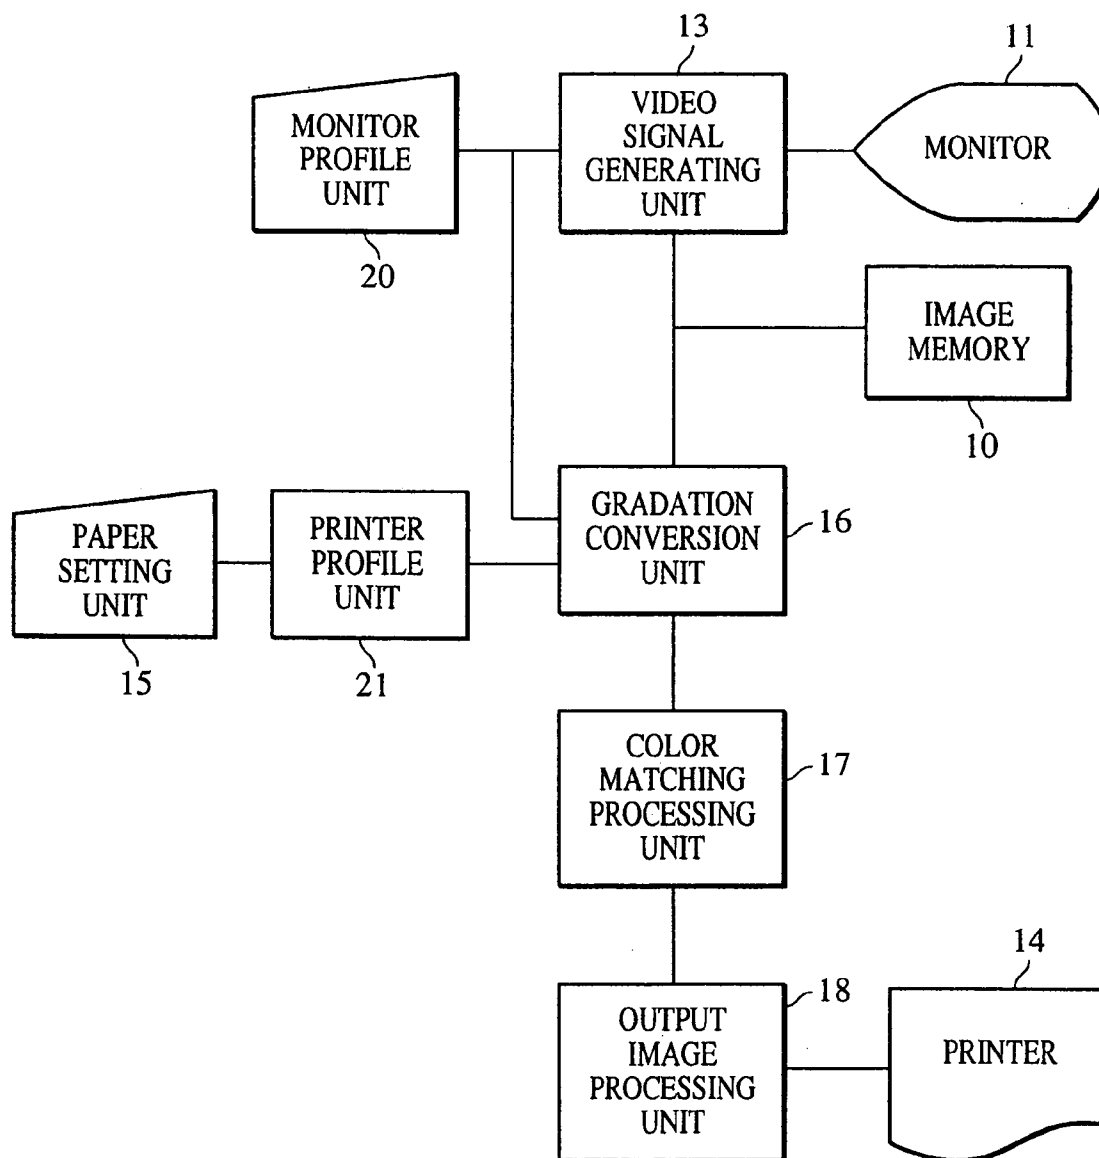 13
11
MONITOR
PROFILE
UNIT
VIDEO
SIGNAL
GENERATING
UNIT
MONITOR
20
IMAGE
MEMORY
10
PAPER
SETTING
UNIT
PRINTER
PROFILE
UNIT
GRADATION
CONVERSION
UNIT
16
15
21
COLOR
MATCHING
PROCESSING
UNIT
17
14
18
OUTPUT
IMAGE
PROCESSING
UNIT
PRINTER